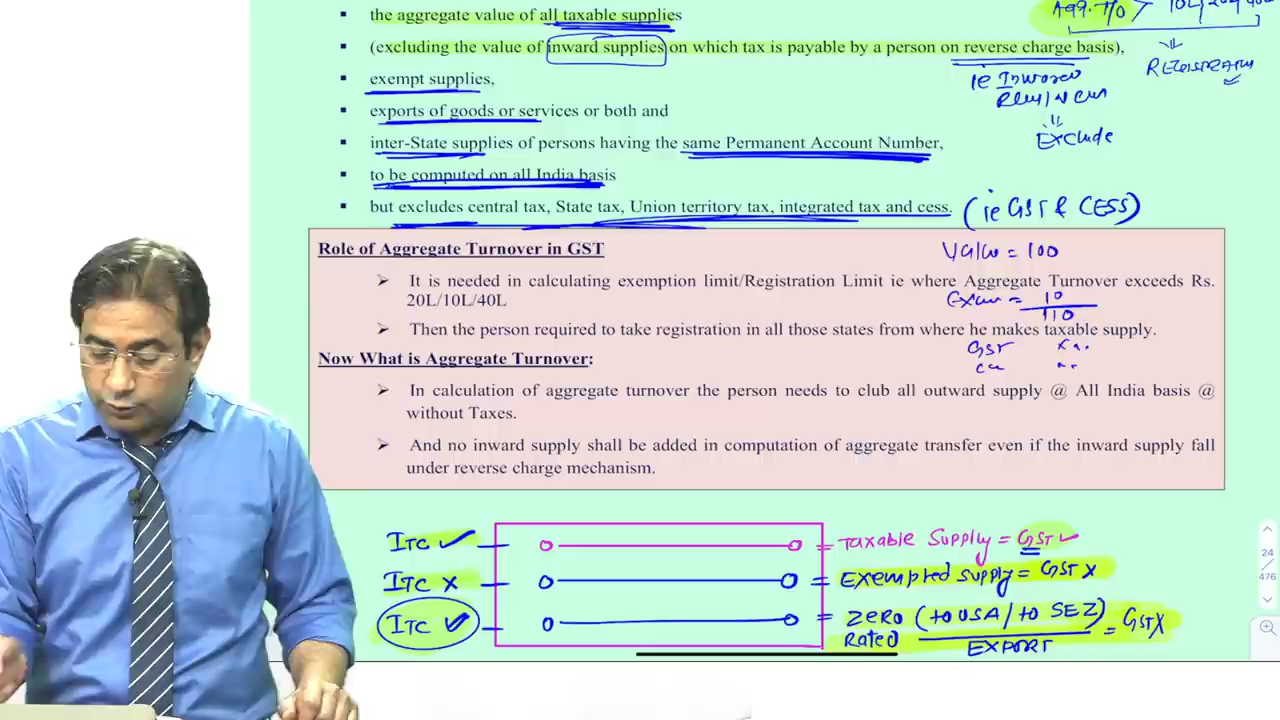 ▪ the aggregate value of all taxable supplies
Agg. T/O >
▪ (excluding the value of inward supplies on which tax is payable by a person on reverse charge basis),
▪ exempt supplies,
ie Inward
▪ exports of goods or services or both and
Exclude
▪ inter-State supplies of persons having the same Permanent Account Number,
▪ to be computed on all India basis
▪ but excludes central tax, State tax, Union territory tax, integrated tax and cess. (ie GST & CESS)
Role of Aggregate Turnover in GST
Value = 100
➢ It is needed in calculating exemption limit/Registration Limit ie where Aggregate Turnover exceeds Rs.
20L/10L/40L
= 10
110
➢ Then the person required to take registration in all those states from where he makes taxable supply.
GST
Now What is Aggregate Turnover:
➢ In calculation of aggregate turnover the person needs to club all outward supply @ All India basis @
without Taxes.
➢ And no inward supply shall be added in computation of aggregate transfer even if the inward supply fall
under reverse charge mechanism.
ITC ✓ = Taxable Supply = GST ✓
ITC X = Exempted supply = GST X
ITC ✓ = Zero Rated (to USA/to SEZ) = GST X
EXPORT
24
476